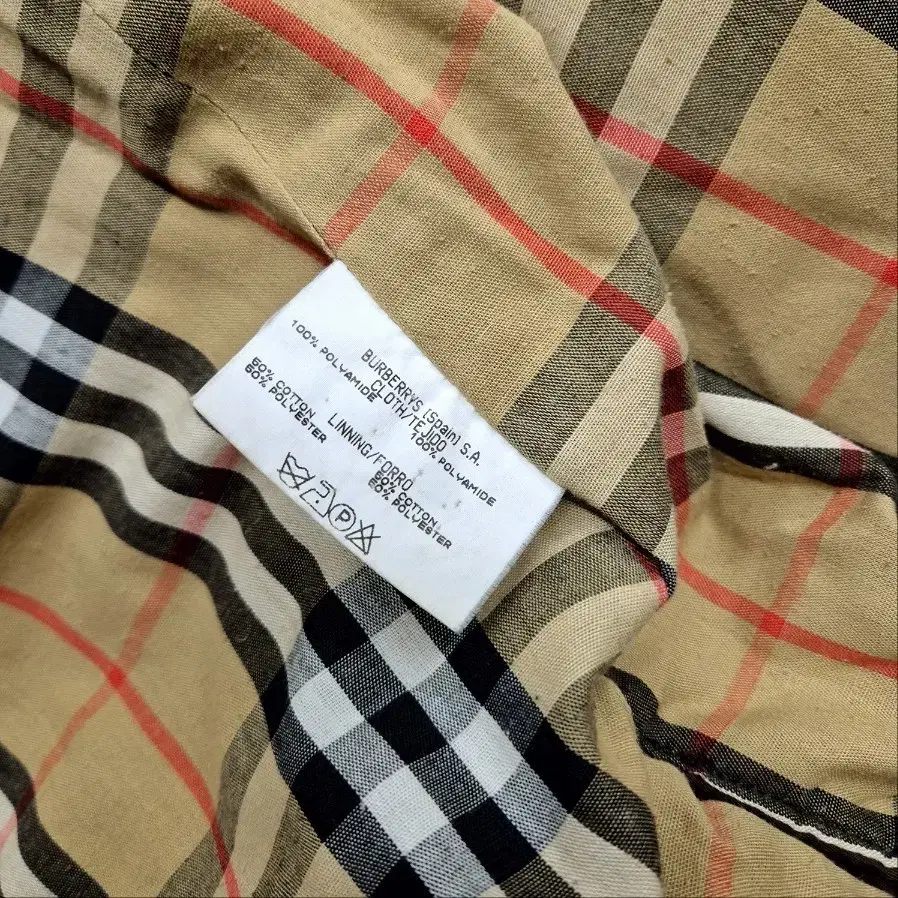 BURBERRYS (Spain) S.A.
CLOTH/TEJIDO
100% POLYAMIDE 100% POLYAMIDE
LINNING/FORRO
50% COTTON 50% COTTON
50% POLYESTER 50% POLYESTER
P